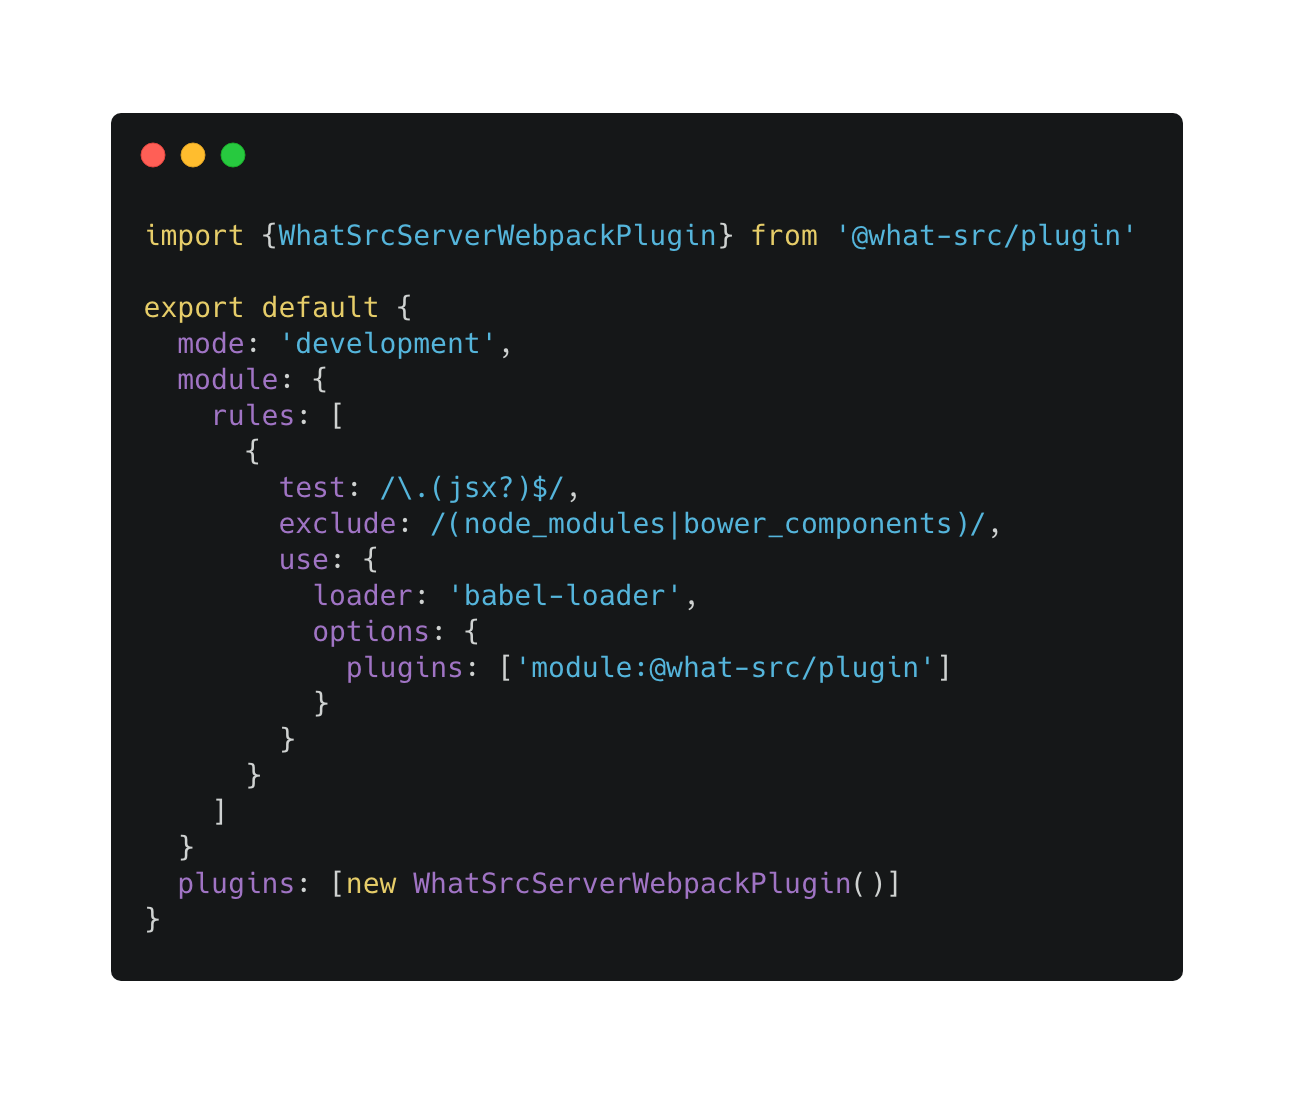 import {WhatSrcServerWebpackPlugin} from '@what-src/plugin'

export default {
  mode: 'development',
  module: {
    rules: [
      {
        test: /\.(jsx?)$/,
        exclude: /(node_modules|bower_components)/,
        use: {
          loader: 'babel-loader',
          options: {
            plugins: ['module:@what-src/plugin']
          }
        }
      }
    ]
  }
  plugins: [new WhatSrcServerWebpackPlugin()]
}